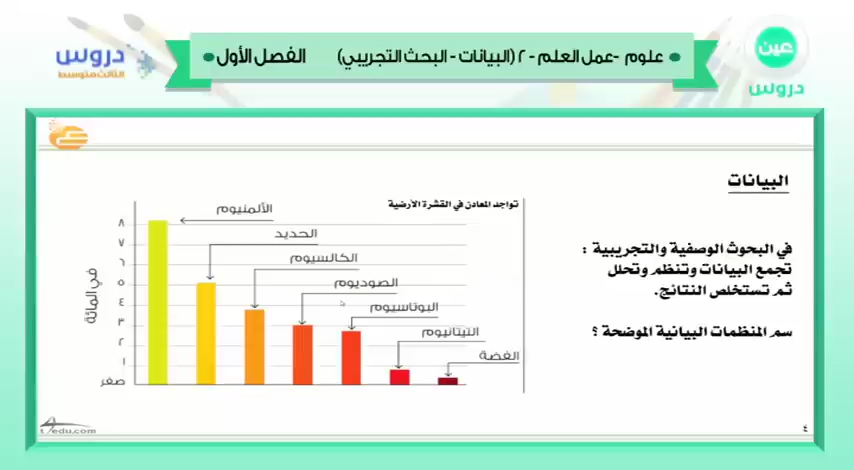 علوم -عمل العلم - ٢ (البيانات - البحث التجريبي) الفصل الأول
عين
دروس
دروس
الثالث متوسط
البيانات
في البحوث الوصفية والتجريبية :
تجمع البيانات وتنظم وتحلل
ثم تستخلص النتائج.
سم المنظمات البيانية الموضحة ؟
تواجد المعادن في القشرة الأرضية
الألمنيوم
الحديد
الكالسيوم
الصوديوم
البوتاسيوم
التيتانيوم
الفضة
في المائة
٨
٧
٦
٥
٤
٣
٢
١
صفر
t4edu.com
٤